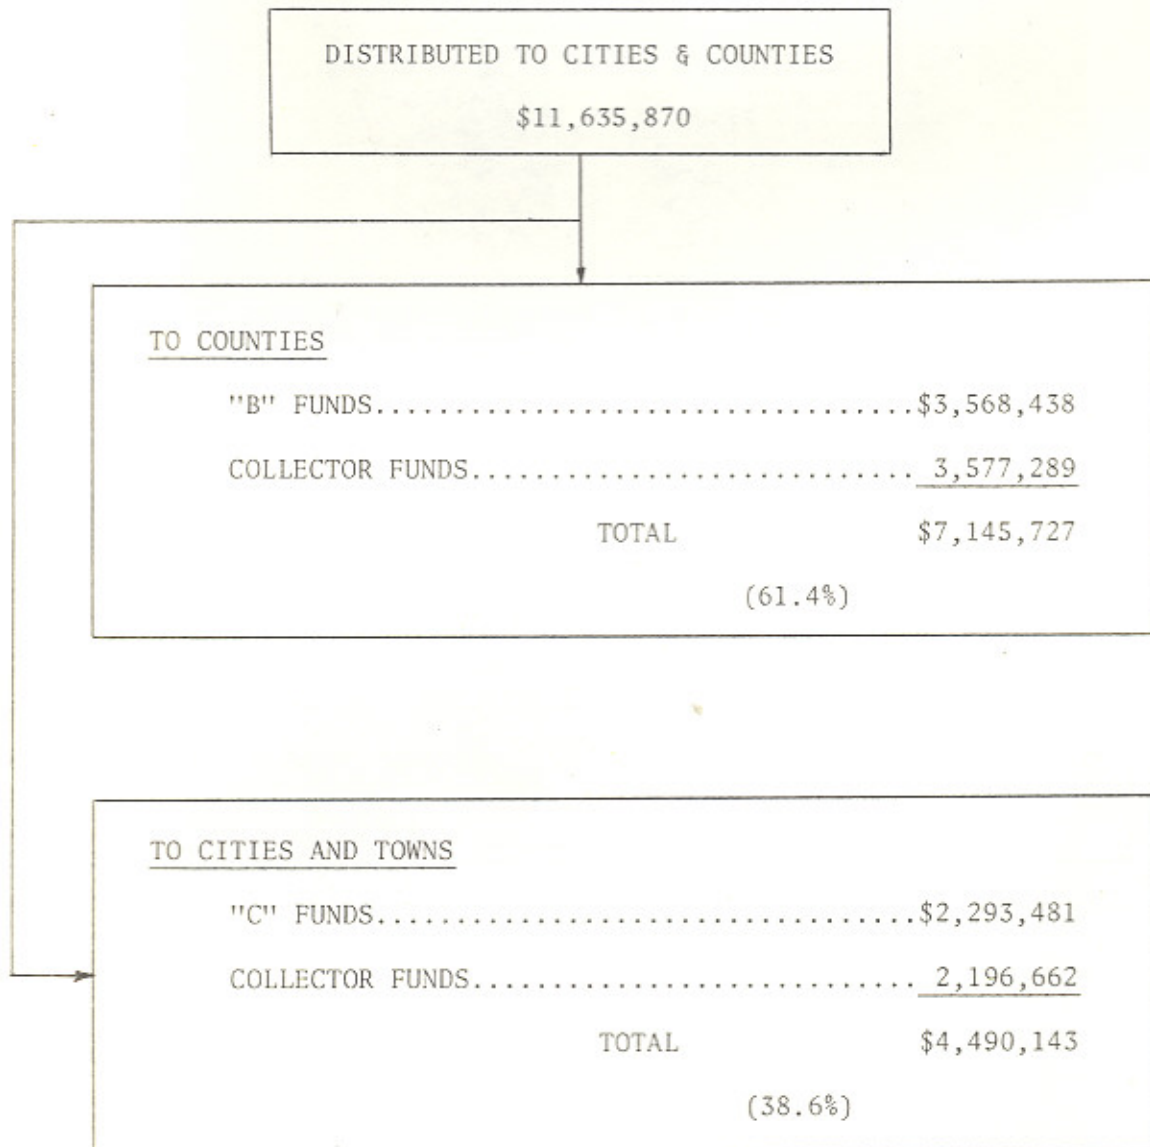 DISTRIBUTED TO CITIES & COUNTIES
$11,635,870
TO COUNTIES
"B" FUNDS..................................$3,568,438
COLLECTOR FUNDS............................ 3,577,289
TOTAL $7,145,727
(61.4%)
TO CITIES AND TOWNS
"C" FUNDS..................................$2,293,481
COLLECTOR FUNDS............................ 2,196,662
TOTAL $4,490,143
(38.6%)